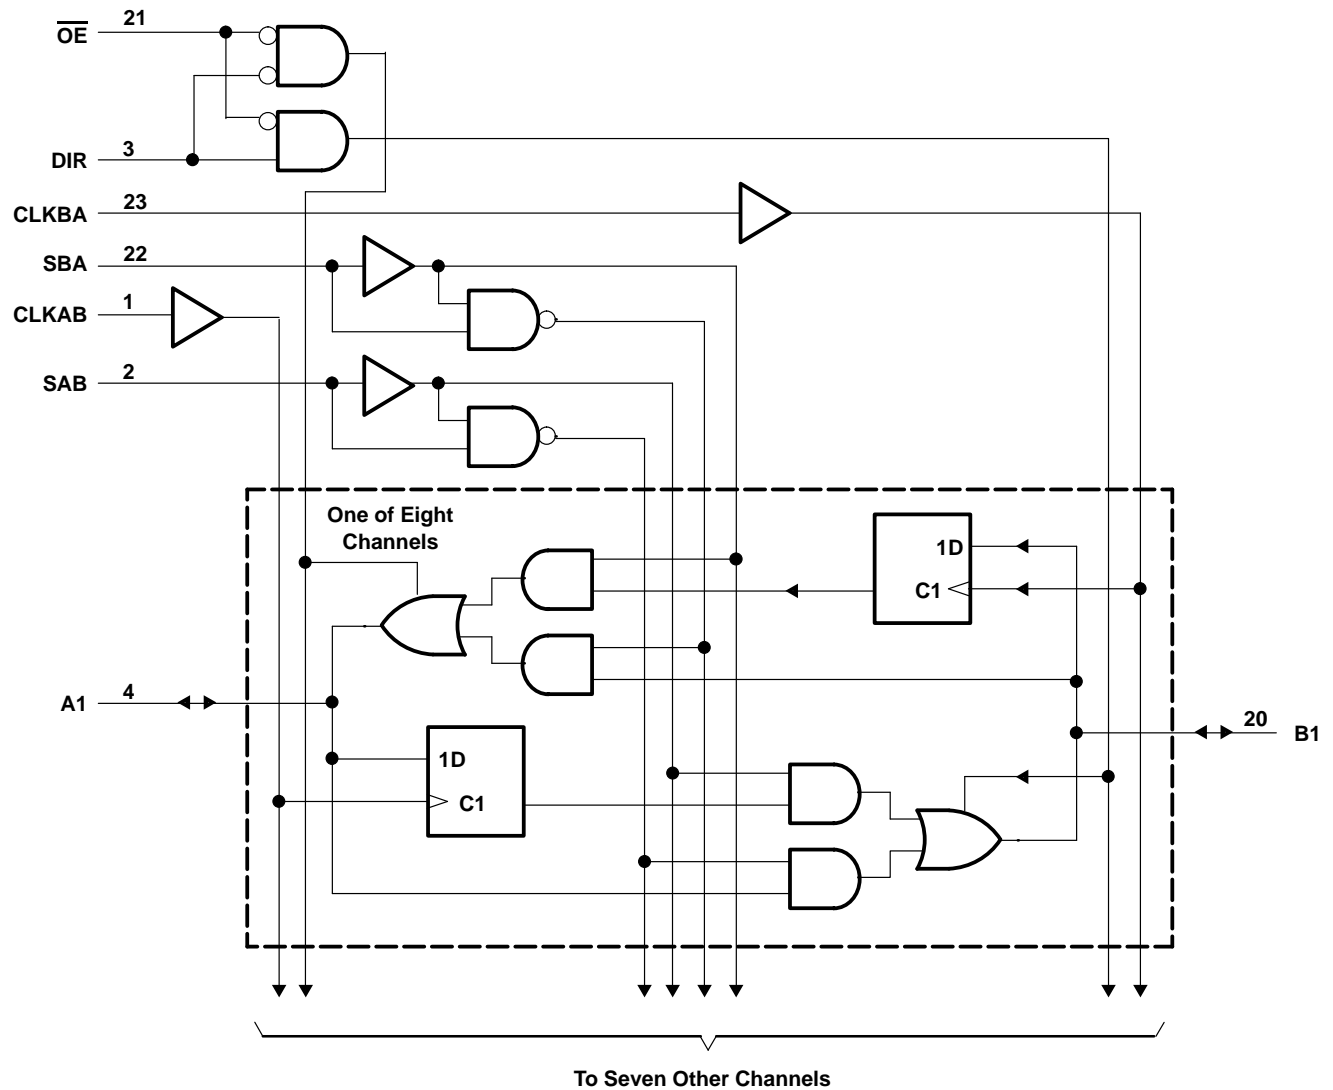 21
OE
3
DIR
23
CLKBA
22
SBA
1
CLKAB
2
SAB
One of Eight
Channels
1D
C1
4
A1
20
B1
1D
C1
To Seven Other Channels